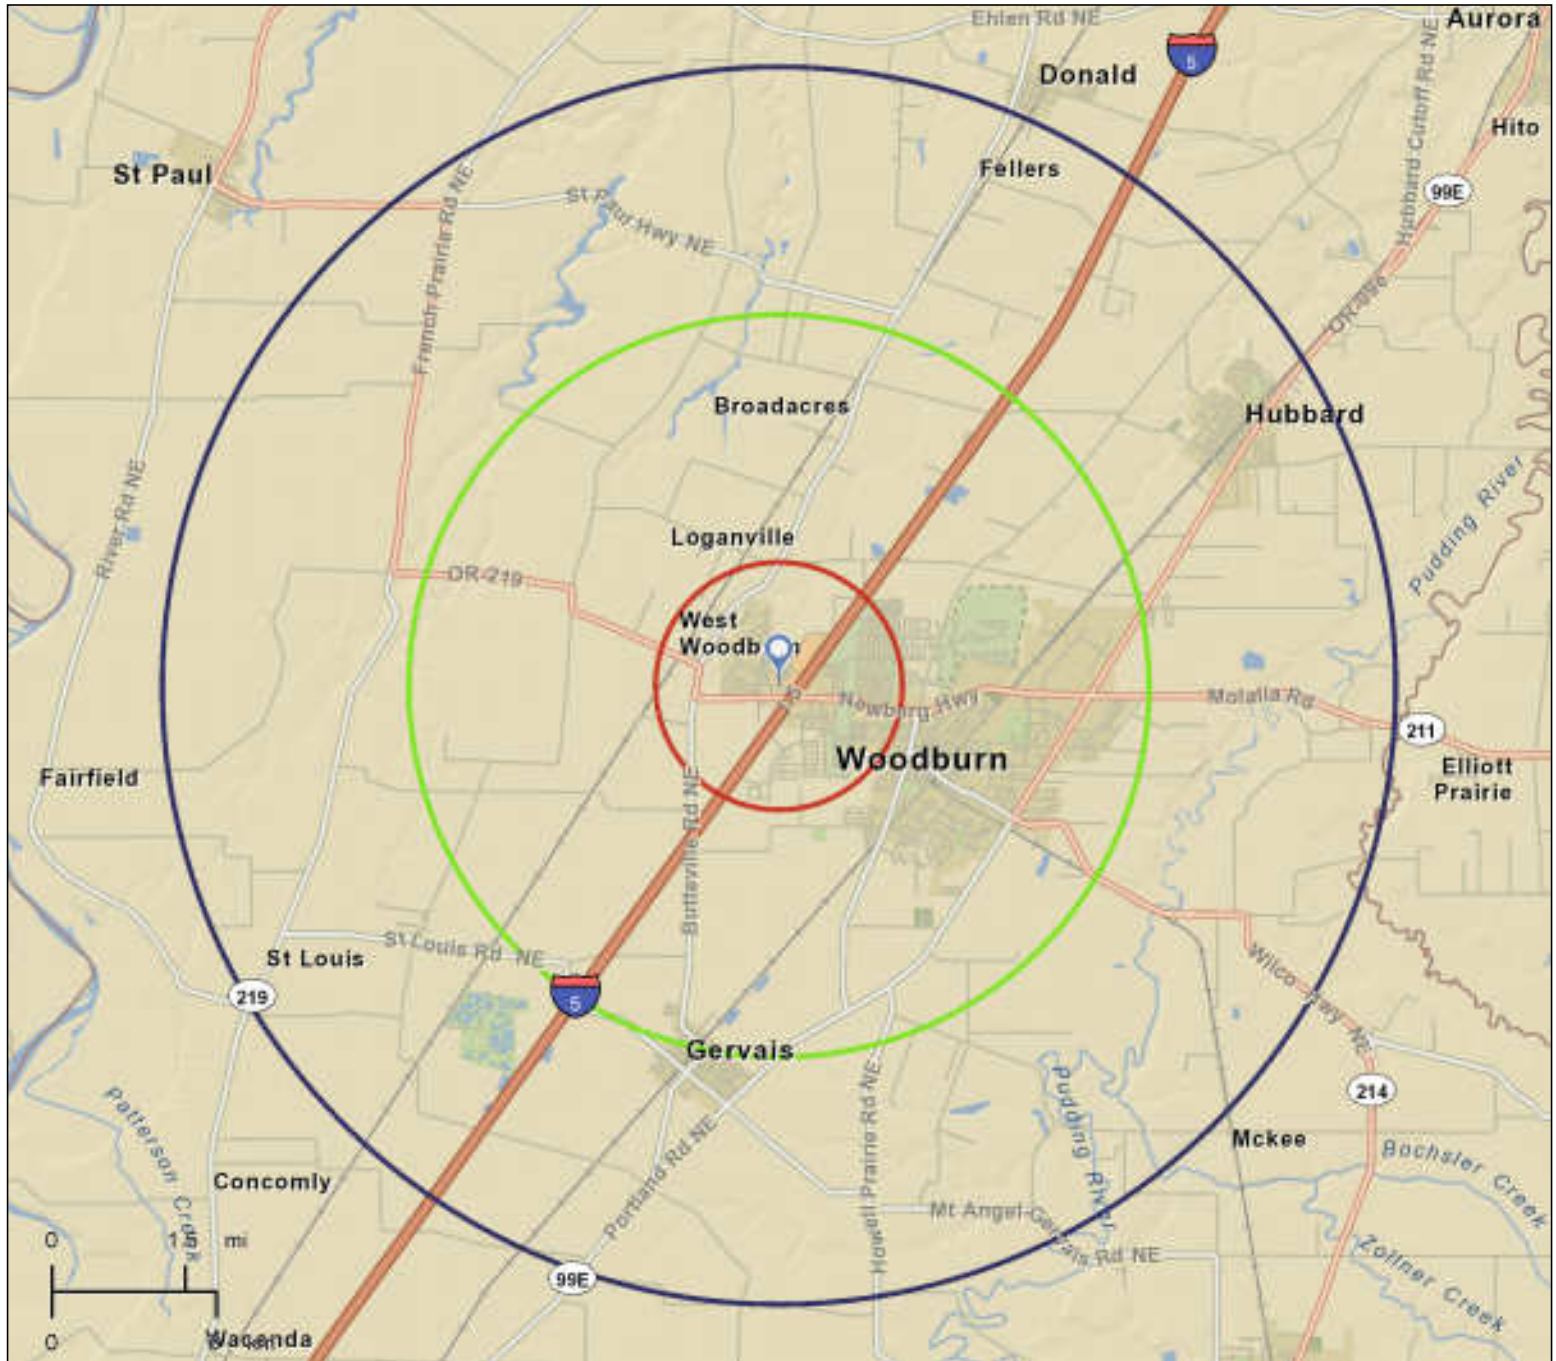 Ehlen Rd NE
Aurora
5
Donald
Hubbard Cutoff Rd NE
Hito
Fellers
St Paul
99E
St Paul Hwy NE
French Prairie Rd NE
Broadacres
Hubbard
River Rd NE
Pudding River
Loganville
OR-219
West
Woodburn
I-5
Newberg Hwy
Molalla Rd
211
Woodburn
Elliott
Prairie
Fairfield
Butteville Rd NE
St Louis Rd NE
St Louis
219
5
Wilco Hwy NE
Gervais
214
Pudding River
Howell Prairie Rd NE
Portland Rd NE
Mckee
Bochsler Creek
Patterson Creek
Concomly
Mt Angel-Gervais Rd NE
Zollner Creek
0
mi
99E
0
Waconda